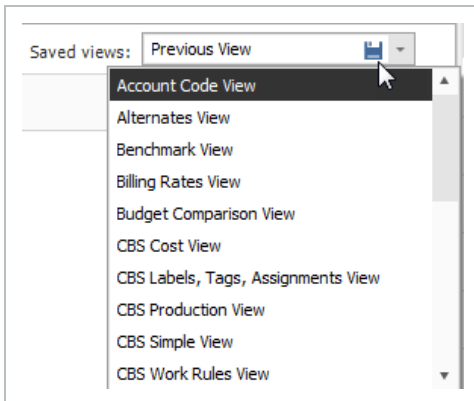 Saved views: Previous View
Account Code View
Alternates View
Benchmark View
Billing Rates View
Budget Comparison View
CBS Cost View
CBS Labels, Tags, Assignments View
CBS Production View
CBS Simple View
CBS Work Rules View